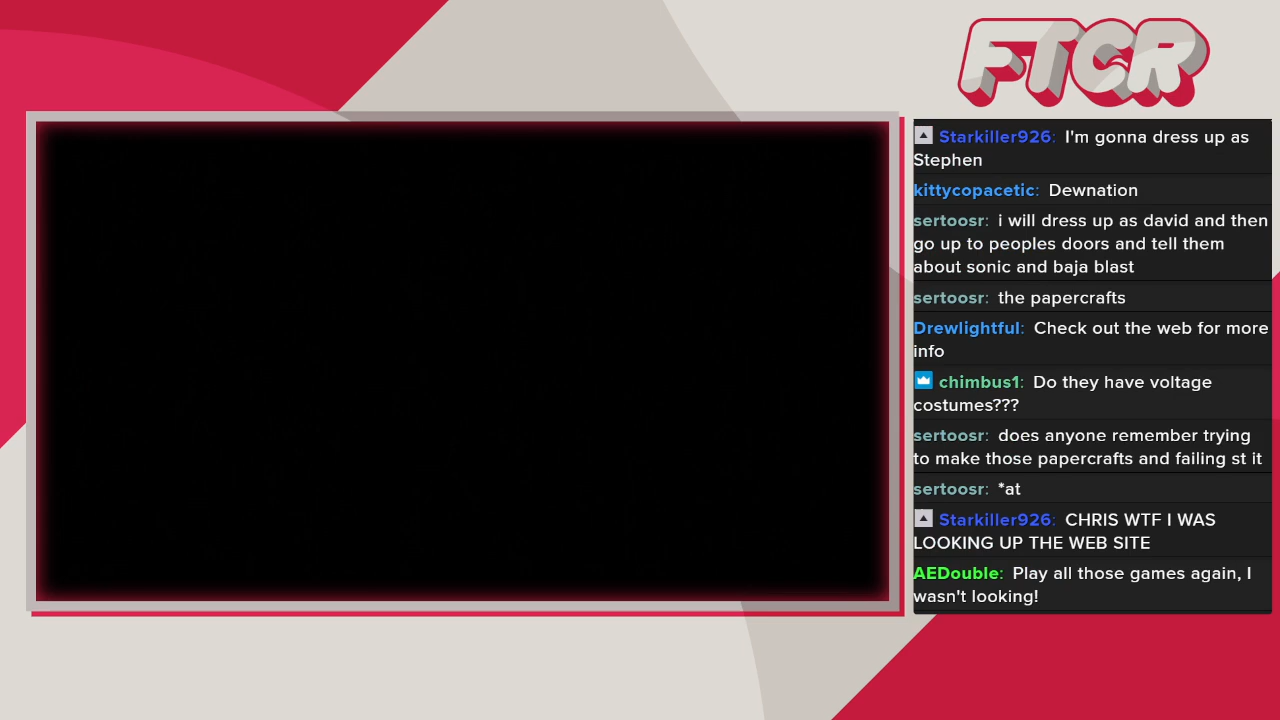 FTCR
Starkiller926: I'm gonna dress up as
Stephen
kittycopacetic: Dewnation
sertoosr: i will dress up as david and then
go up to peoples doors and tell them
about sonic and baja blast
sertoosr: the papercrafts
Drewlightful: Check out the web for more
info
chimbus1: Do they have voltage
costumes???
sertoosr: does anyone remember trying
to make those papercrafts and failing st it
sertoosr: *at
Starkiller926: CHRIS WTF I WAS
LOOKING UP THE WEB SITE
AEDouble: Play all those games again, I
wasn't looking!